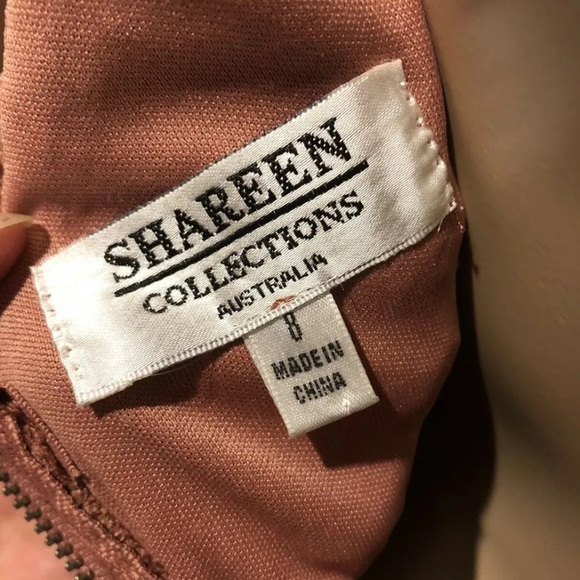 SHAREEN
COLLECTIONS
AUSTRALIA
8
MADE IN
CHINA